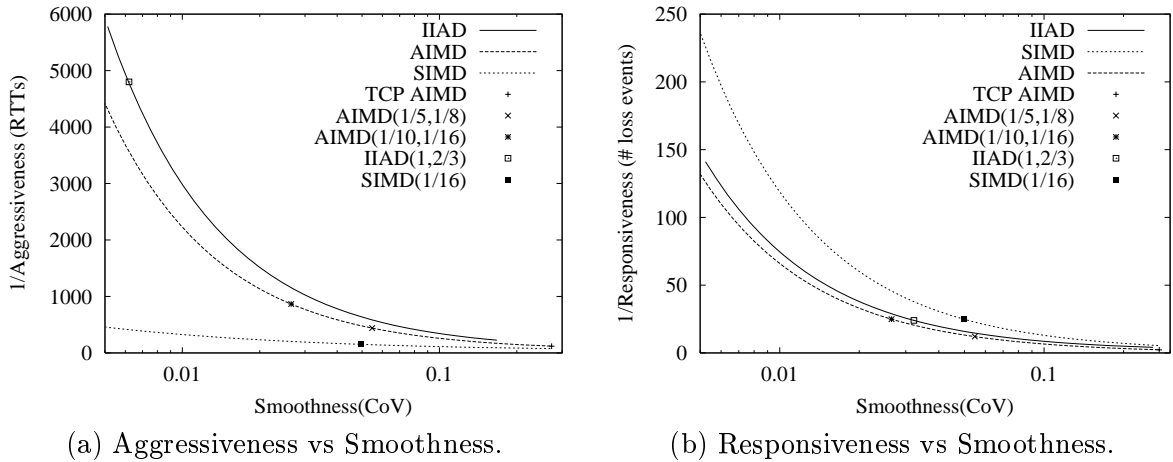 6000
5000
4000
3000
2000
1000
0
0.01
0.1
1/Aggressiveness (RTTs)
Smoothness(CoV)
IIAD
AIMD
SIMD
TCP AIMD
AIMD(1/5,1/8)
AIMD(1/10,1/16)
IIAD(1,2/3)
SIMD(1/16)
(a) Aggressiveness vs Smoothness.
250
200
150
100
50
0
0.01
0.1
1/Responsiveness (# loss events)
Smoothness(CoV)
IIAD
SIMD
AIMD
TCP AIMD
AIMD(1/5,1/8)
AIMD(1/10,1/16)
IIAD(1,2/3)
SIMD(1/16)
(b) Responsiveness vs Smoothness.